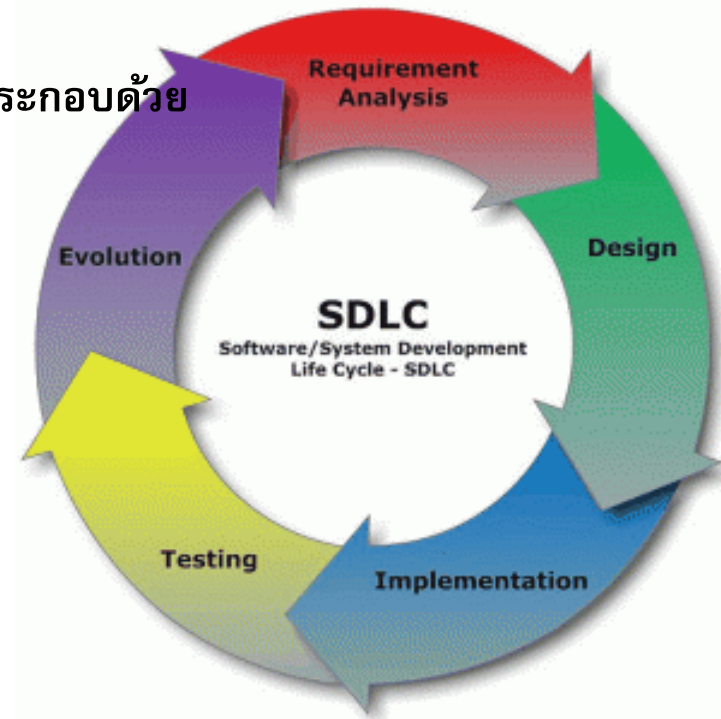 ระกอบด้วย
Requirement
Analysis
Design
Evolution
SDLC
Software/System Development
Life Cycle - SDLC
Testing
Implementation